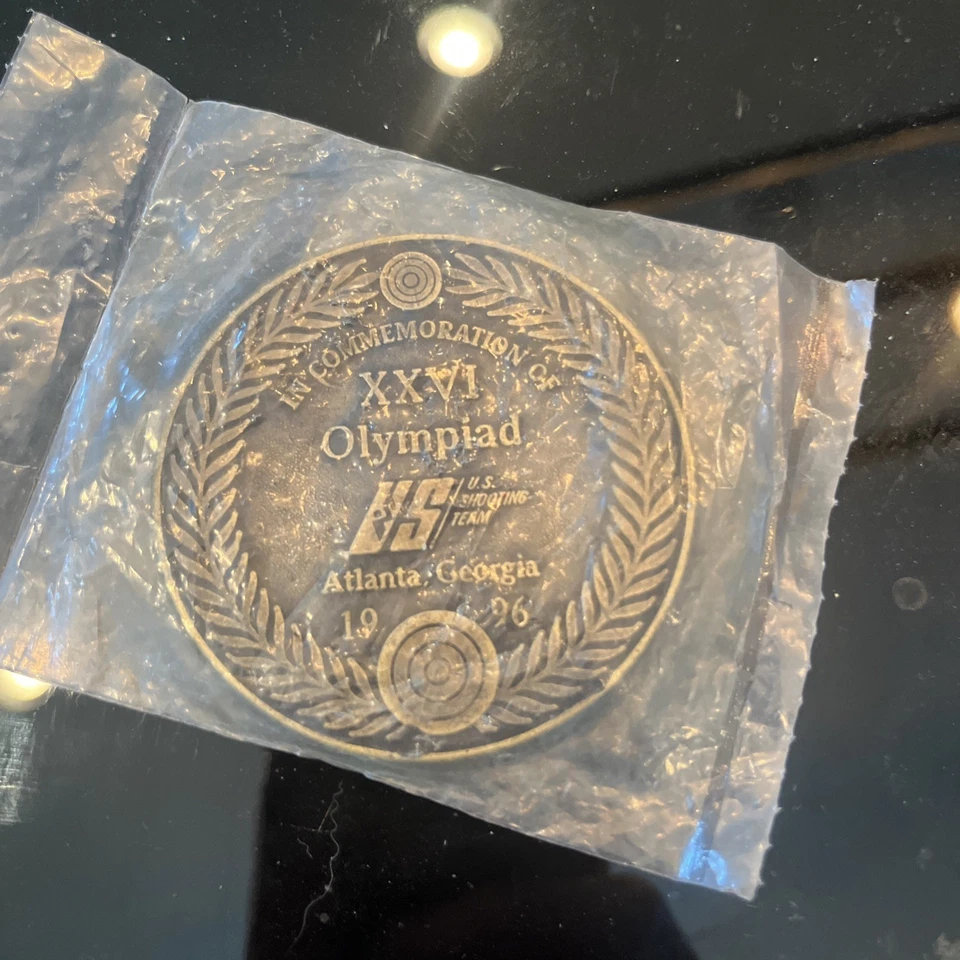 IN COMMEMORATION OF
XXVI
Olympiad
US
U.S.
SHOOTING
TEAM
Atlanta, Georgia
19 96